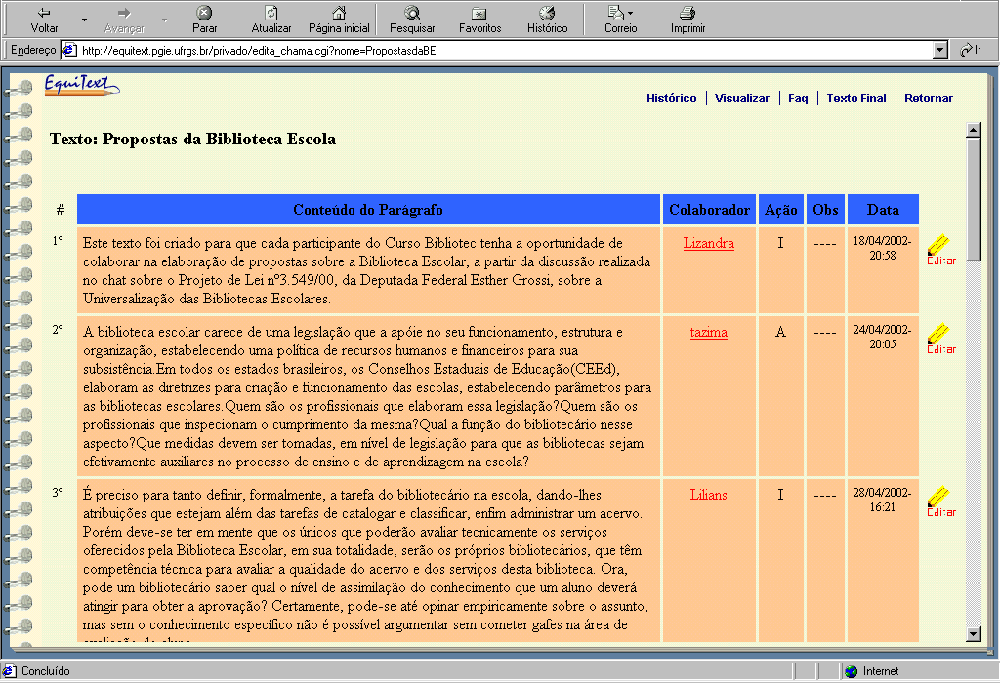 Voltar Avançar Parar Atualizar Página inicial Pesquisar Favoritos Histórico Correio Imprimir
Endereço http://equitext.pgie.ufrgs.br/privado/edita_chama.cgi?nome=PropostasdaBE Ir
EquiText
Histórico | Visualizar | Faq | Texto Final | Retornar
Texto: Propostas da Biblioteca Escola
# Conteúdo do Parágrafo Colaborador Ação Obs Data
1º
Este texto foi criado para que cada participante do Curso Bibliotec tenha a oportunidade de
colaborar na elaboração de propostas sobre a Biblioteca Escolar, a partir da discussão realizada
no chat sobre o Projeto de Lei nº3.549/00, da Deputada Federal Esther Grossi, sobre a
Universalização das Bibliotecas Escolares.
Lizandra
I
----
18/04/2002-
20:58
Editar
2º
A biblioteca escolar carece de uma legislação que a apóie no seu funcionamento, estrutura e
organização, estabelecendo uma política de recursos humanos e financeiros para sua
subsistência.Em todos os estados brasileiros, os Conselhos Estaduais de Educação(CEEd),
elaboram as diretrizes para criação e funcionamento das escolas, estabelecendo parâmetros para
as bibliotecas escolares.Quem são os profissionais que elaboram essa legislação?Quem são os
profissionais que inspecionam o cumprimento da mesma?Qual a função do bibliotecário nesse
aspecto?Que medidas devem ser tomadas, em nível de legislação para que as bibliotecas sejam
efetivamente auxiliares no processo de ensino e de aprendizagem na escola?
tazima
A
----
24/04/2002-
20:05
Editar
3º
É preciso para tanto definir, formalmente, a tarefa do bibliotecário na escola, dando-lhes
atribuições que estejam além das tarefas de catalogar e classificar, enfim administrar um acervo.
Porém deve-se ter em mente que os únicos que poderão avaliar tecnicamente os serviços
oferecidos pela Biblioteca Escolar, em sua totalidade, serão os próprios bibliotecários, que têm
competência técnica para avaliar a qualidade do acervo e dos serviços desta biblioteca. Ora,
pode um bibliotecário saber qual o nível de assimilação do conhecimento que um aluno deverá
atingir para obter a aprovação? Certamente, pode-se até opinar empiricamente sobre o assunto,
mas sem o conhecimento específico não é possível argumentar sem cometer gafes na área de
Lilians
I
----
28/04/2002-
16:21
Editar
Concluído Internet